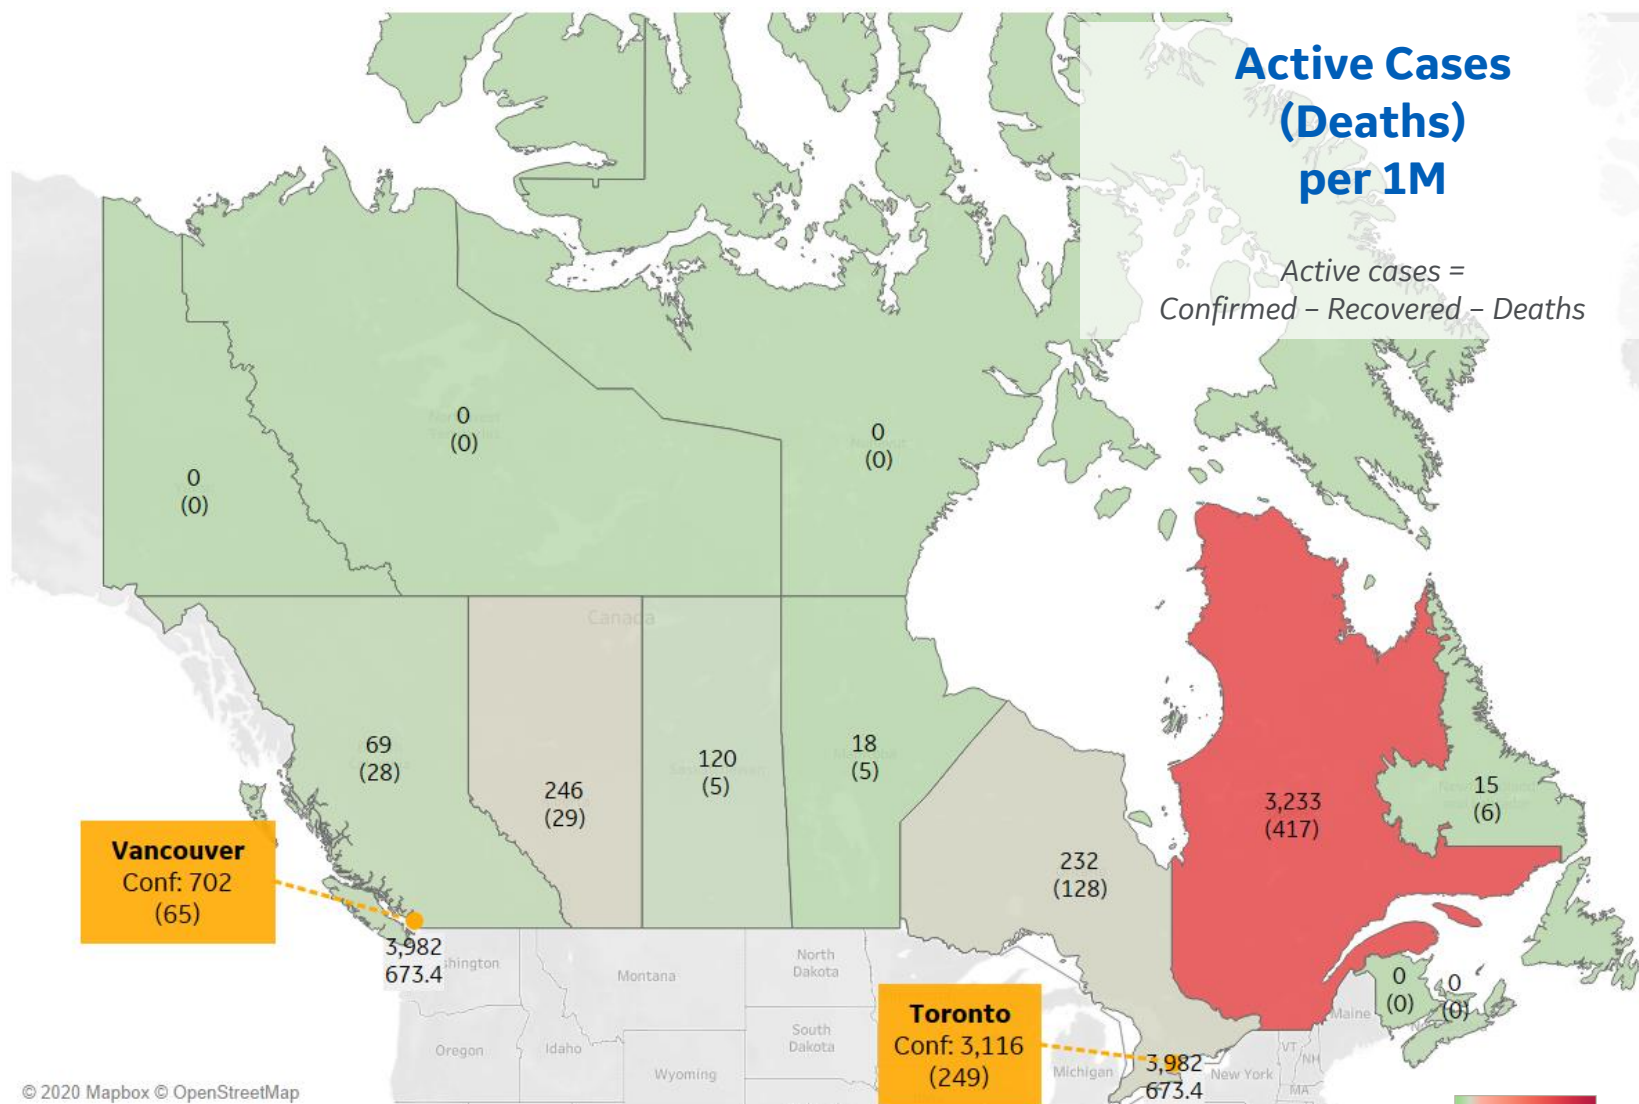 Active Cases
(Deaths)
per 1M
Active cases =
Confirmed – Recovered – Deaths
0
(0)
0
(0)
0
(0)
Canada
69
(28)
246
(29)
120
(5)
18
(5)
232
(128)
3,233
(417)
15
(6)
0
(0)
0
(0)
Vancouver
Conf: 702
(65)
3,982
673.4
Toronto
Conf: 3,116
(249)
3,982
673.4
Montana
North
Dakota
South
Dakota
Oregon
Idaho
Wyoming
Michigan
New York
VT
NH
MA
Maine
© 2020 Mapbox © OpenStreetMap